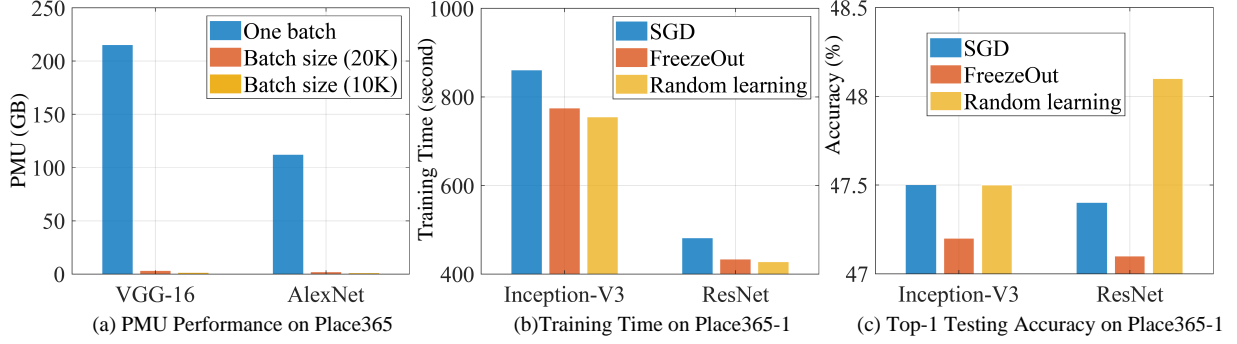 250
200
150
100
50
0
PMU (GB)
One batch
Batch size (20K)
Batch size (10K)
VGG-16
AlexNet
(a) PMU Performance on Place365
1000
800
600
400
Training Time (second)
SGD
FreezeOut
Random learning
Inception-V3
ResNet
(b)Training Time on Place365-1
48.5
48
47.5
47
Accuracy (%)
SGD
FreezeOut
Random learning
Inception-V3
ResNet
(c) Top-1 Testing Accuracy on Place365-1